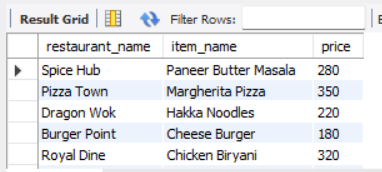 Result Grid Filter Rows:
restaurant_name item_name price
Spice Hub Paneer Butter Masala 280
Pizza Town Margherita Pizza 350
Dragon Wok Hakka Noodles 220
Burger Point Cheese Burger 180
Royal Dine Chicken Biryani 320